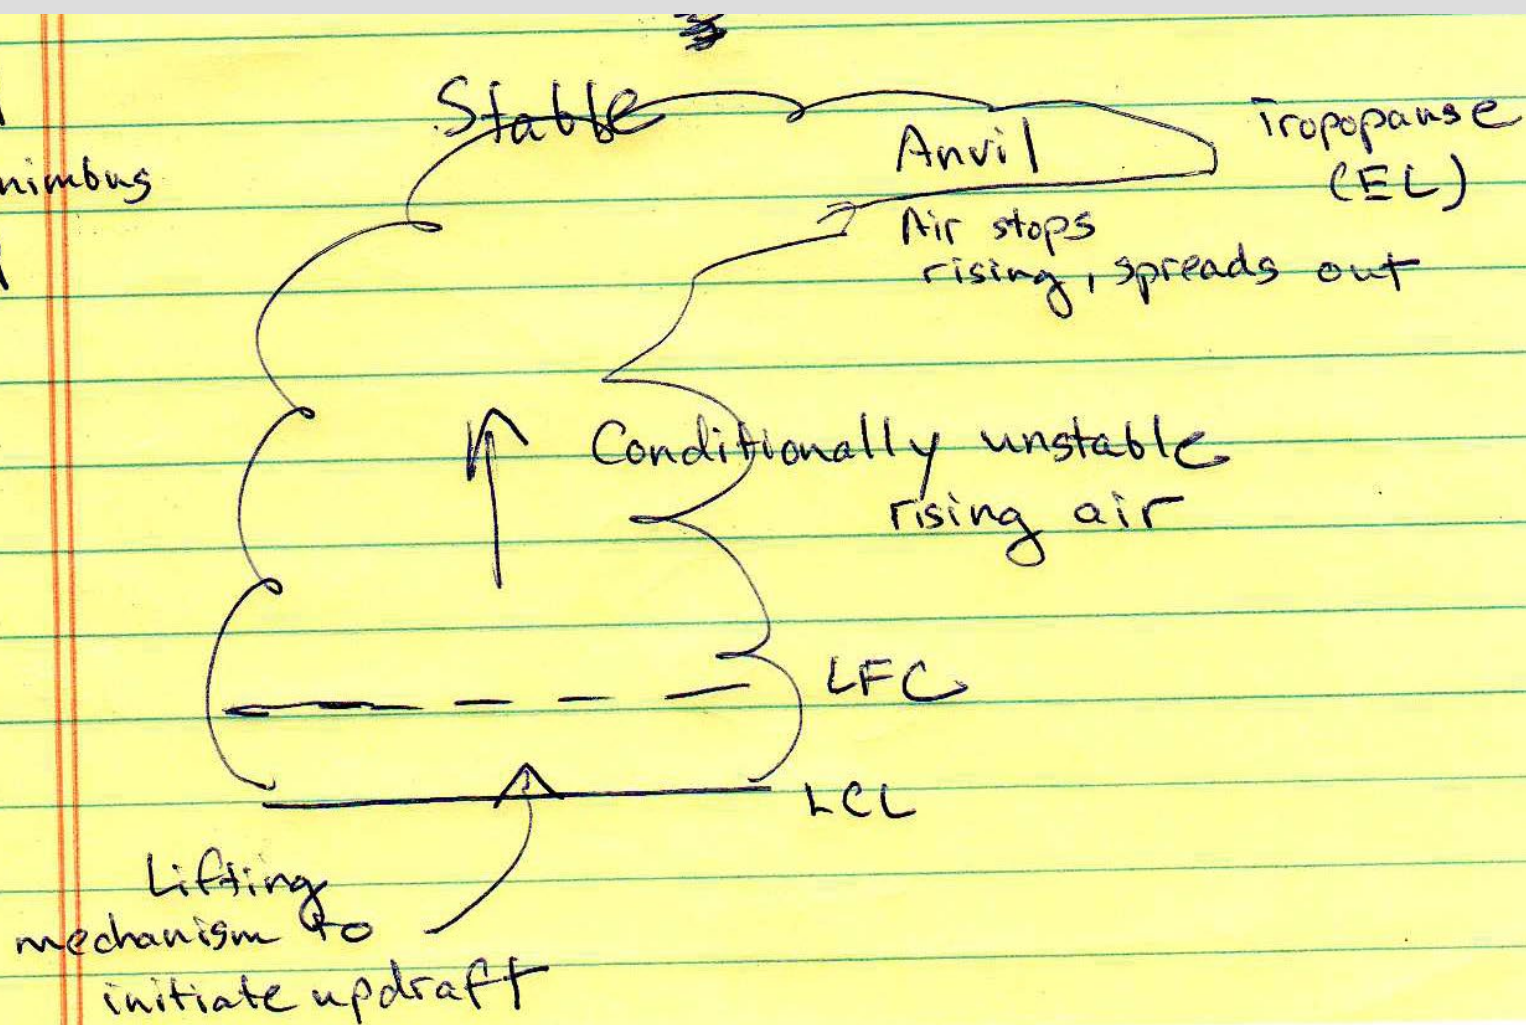 Stable
Anvil
Tropopause
(EL)
nimbus
Air stops
rising, spreads out
Conditionally unstable
rising air
LFC
LCL
Lifting
mechanism to
initiate updraft